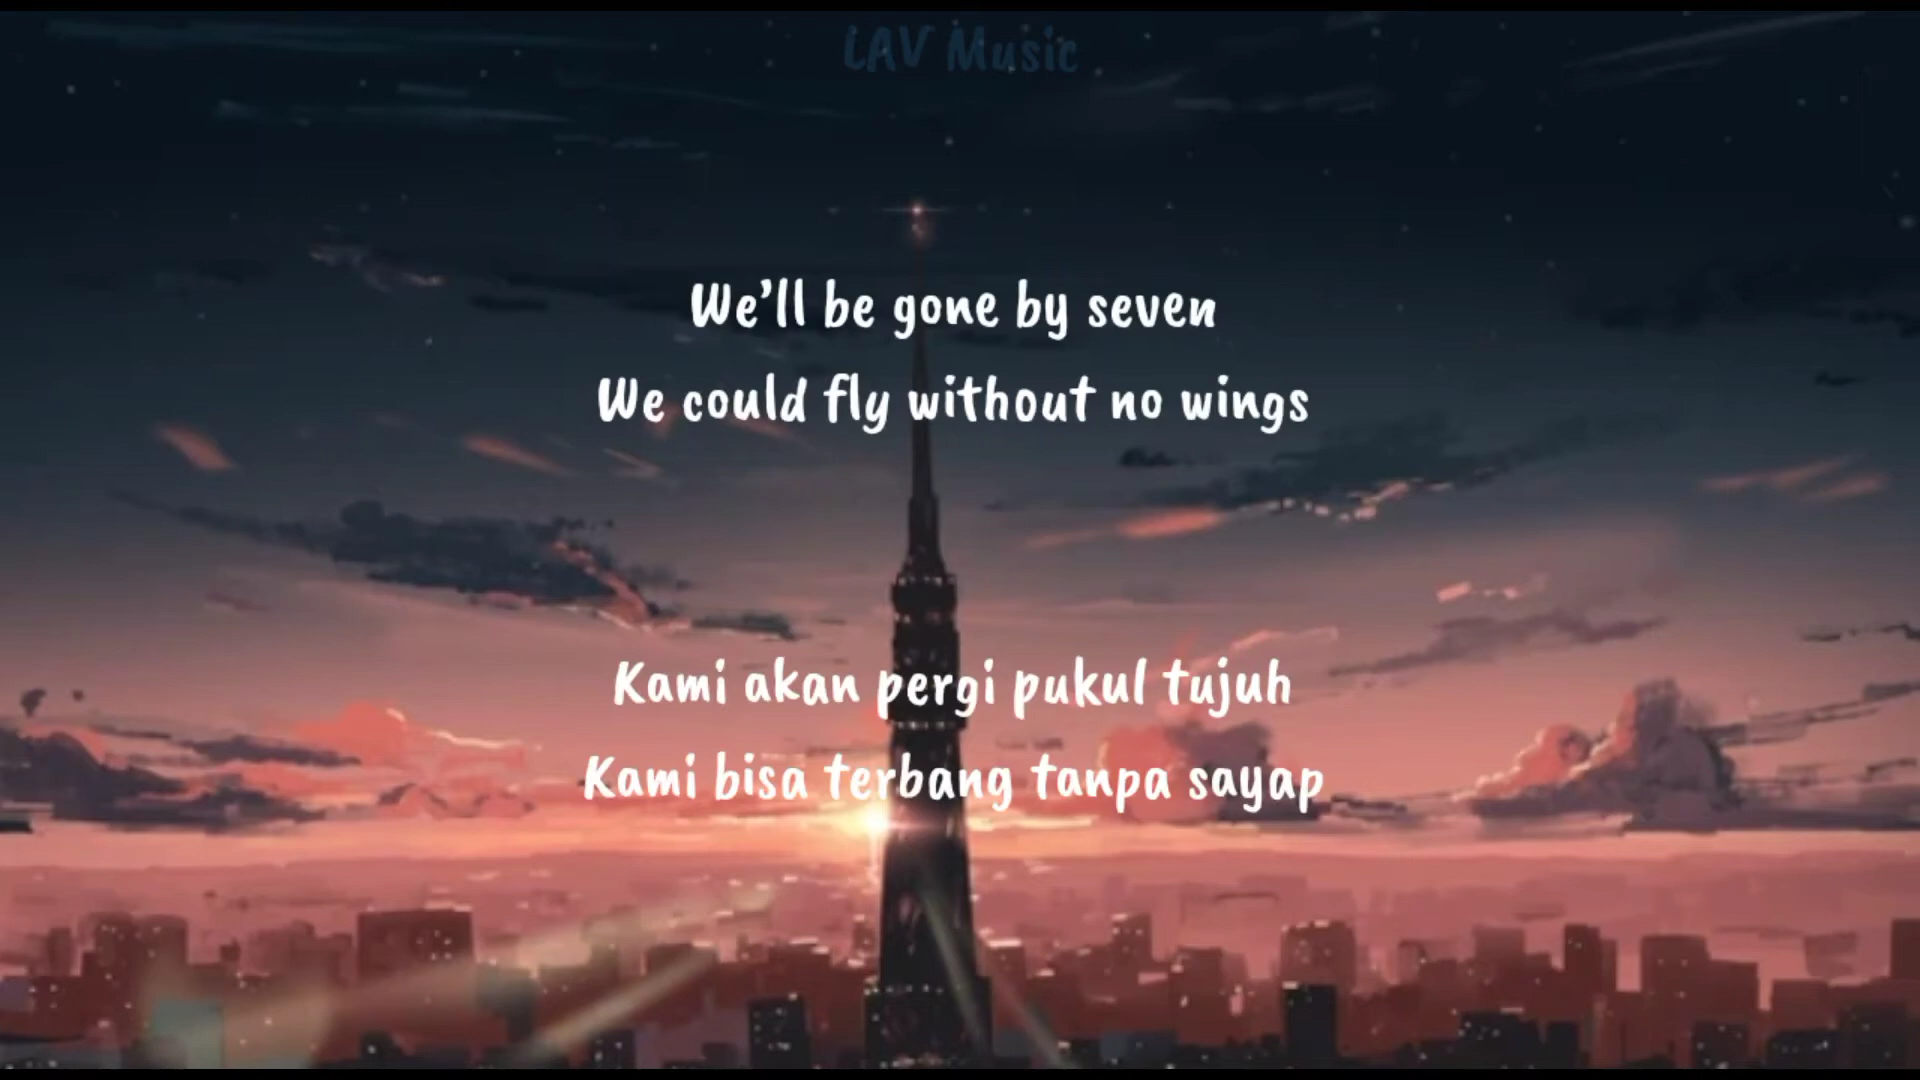 LAV Music
We’ll be gone by seven
We could fly without no wings
Kami akan pergi pukul tujuh
Kami bisa terbang tanpa sayap